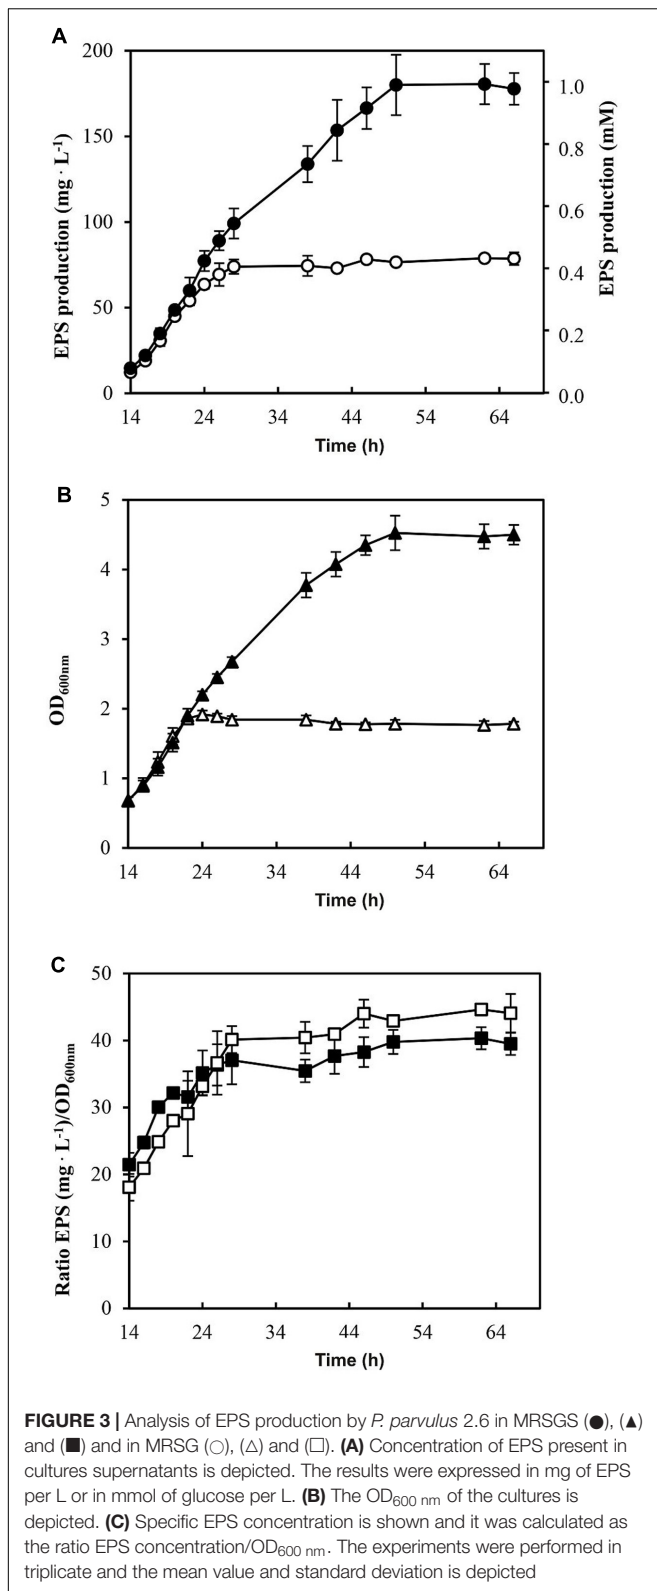 A
200
150
100
50
0
EPS production (mg · L⁻¹)
1.0
0.8
0.6
0.4
0.2
0.0
EPS production (mM)
14 24 34 44 54 64
Time (h)
B
5
4
3
2
1
0
OD600nm
14 24 34 44 54 64
Time (h)
C
50
40
30
20
10
0
Ratio EPS (mg · L⁻¹)/OD600nm
14 24 34 44 54 64
Time (h)
FIGURE 3 | Analysis of EPS production by P. parvulus 2.6 in MRSGS (●), (▲)
and (■) and in MRSG (○), (△) and (□). (A) Concentration of EPS present in
cultures supernatants is depicted. The results were expressed in mg of EPS
per L or in mmol of glucose per L. (B) The OD600 nm of the cultures is
depicted. (C) Specific EPS concentration is shown and it was calculated as
the ratio EPS concentration/OD600 nm. The experiments were performed in
triplicate and the mean value and standard deviation is depicted